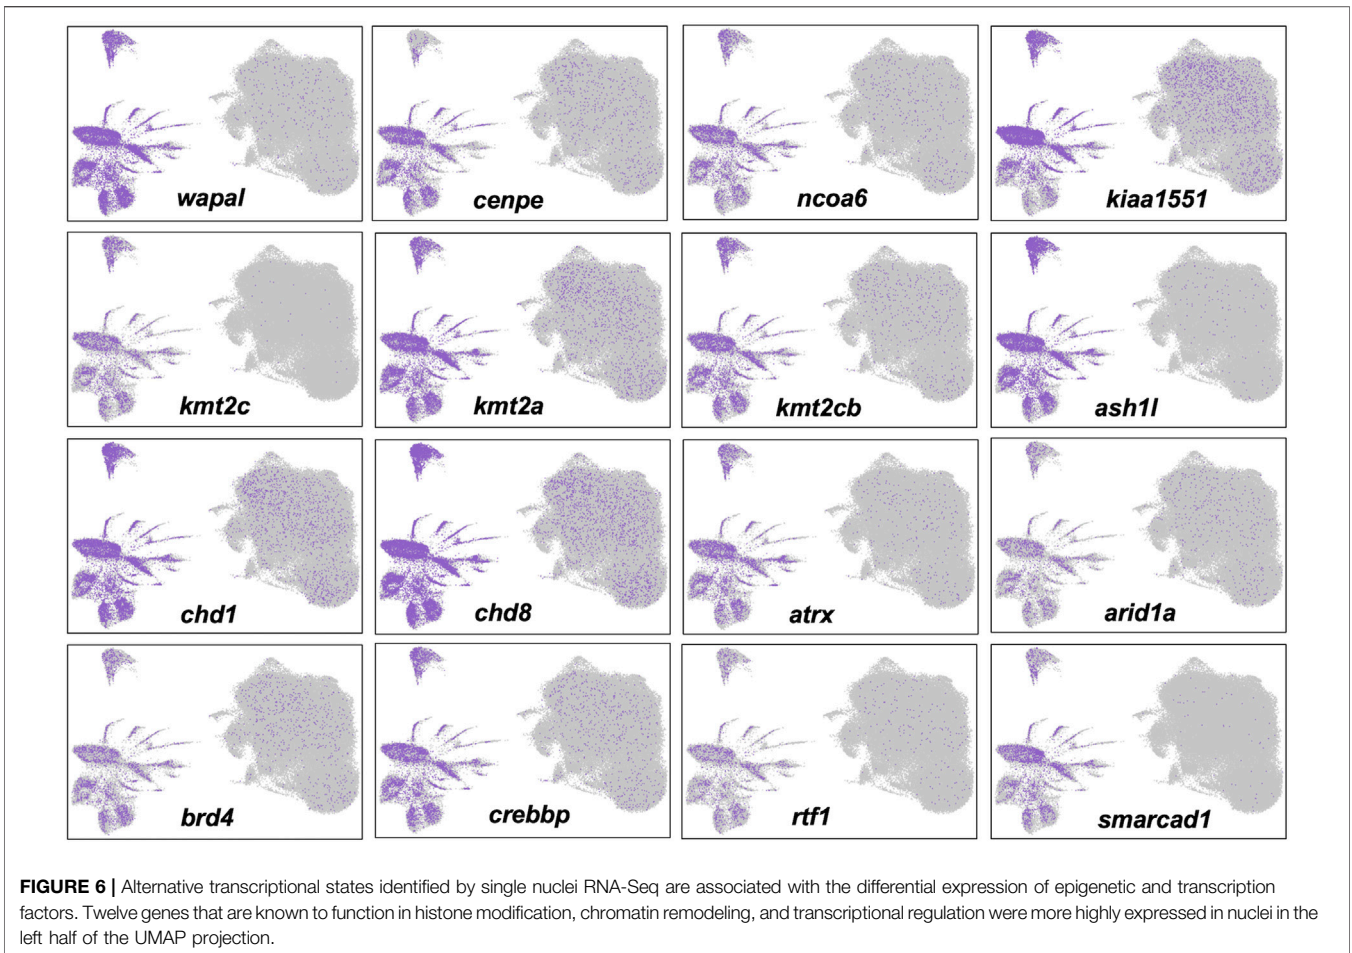 wapal
cenpe
ncoa6
kiaa1551
kmt2c
kmt2a
kmt2cb
ash1l
chd1
chd8
atrx
arid1a
brd4
crebbp
rtf1
smarcad1
FIGURE 6 | Alternative transcriptional states identified by single nuclei RNA-Seq are associated with the differential expression of epigenetic and transcription
factors. Twelve genes that are known to function in histone modification, chromatin remodeling, and transcriptional regulation were more highly expressed in nuclei in the
left half of the UMAP projection.